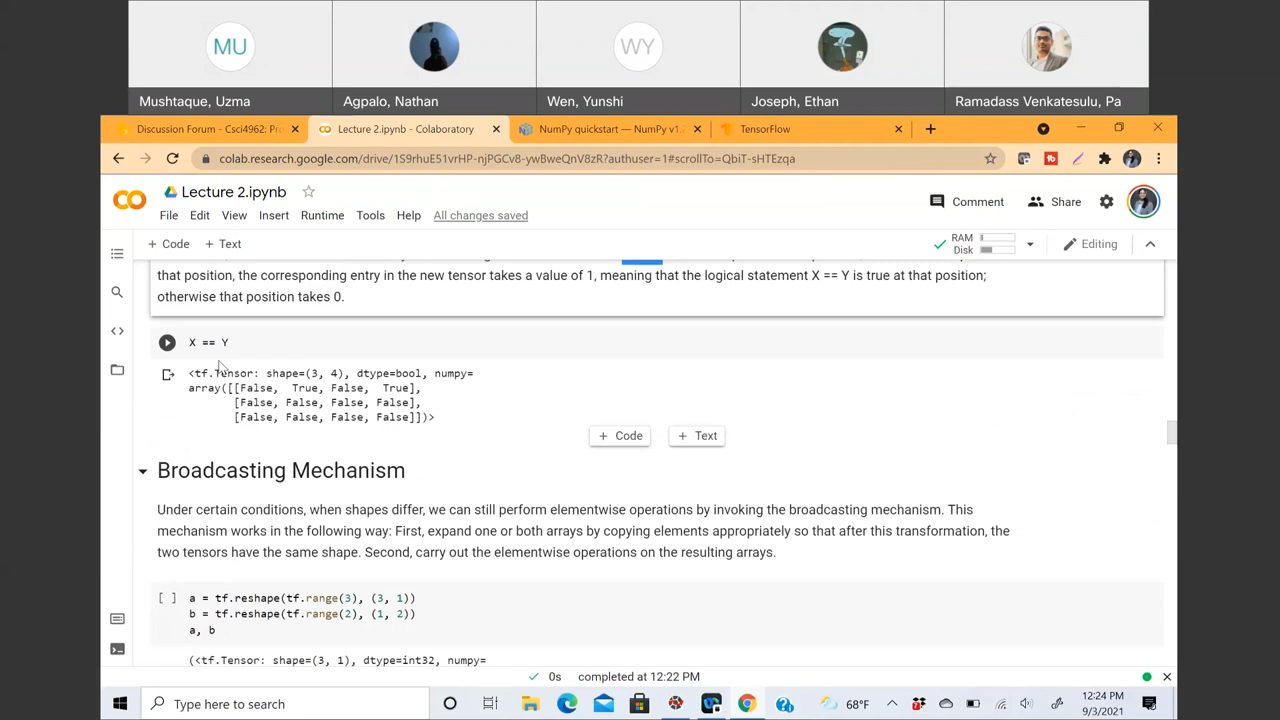 MU
WY
Mushtaque, Uzma
Agpalo, Nathan
Wen, Yunshi
Joseph, Ethan
Ramadass Venkatesulu, Pa
Discussion Forum - Csci4962: Pr
Lecture 2.ipynb - Colaboratory
NumPy quickstart — NumPy v1.
TensorFlow
colab.research.google.com/drive/1S9rhuE51vrHP-njPGCv8-ywBweQnV8zR?authuser=1#scrollTo=QbiT-sHTEzqa
CO
Lecture 2.ipynb
File Edit View Insert Runtime Tools Help All changes saved
Comment
Share
+ Code + Text
RAM
Disk
Editing
that position, the corresponding entry in the new tensor takes a value of 1, meaning that the logical statement X == Y is true at that position;
otherwise that position takes 0.
X == Y
<tf.Tensor: shape=(3, 4), dtype=bool, numpy=
array([[False, True, False, True],
[False, False, False, False],
[False, False, False, False]])>
+ Code + Text
Broadcasting Mechanism
Under certain conditions, when shapes differ, we can still perform elementwise operations by invoking the broadcasting mechanism. This
mechanism works in the following way: First, expand one or both arrays by copying elements appropriately so that after this transformation, the
two tensors have the same shape. Second, carry out the elementwise operations on the resulting arrays.
[ ] a = tf.reshape(tf.range(3), (3, 1))
b = tf.reshape(tf.range(2), (1, 2))
a, b
(<tf.Tensor: shape=(3, 1), dtype=int32, numpy=
0s completed at 12:22 PM
Type here to search
68°F
12:24 PM
9/3/2021